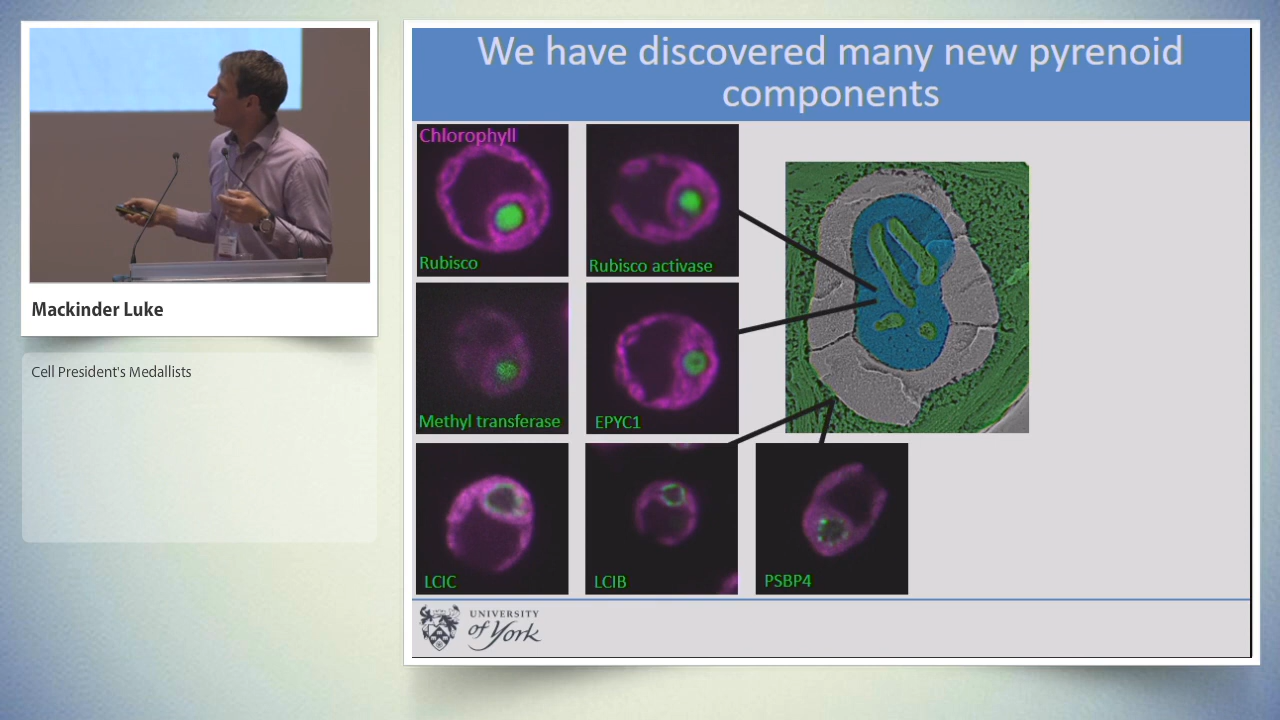 We have discovered many new pyrenoid
components
Chlorophyll
Rubisco
Rubisco activase
Mackinder Luke
Cell President's Medallists
Methyl transferase
EPYC1
LCIC
LCIB
PSBP4
UNIVERSITY
of York